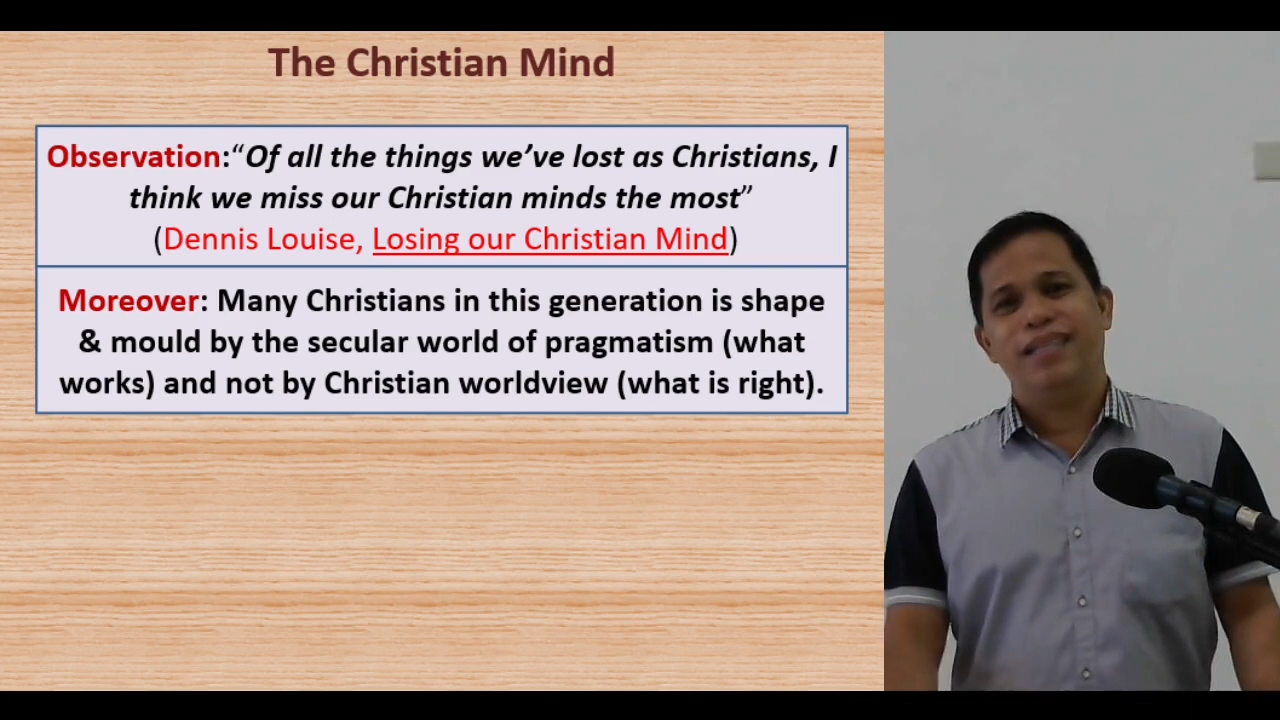 The Christian Mind
Observation:“Of all the things we’ve lost as Christians, I
think we miss our Christian minds the most”
(Dennis Louise, Losing our Christian Mind)
Moreover: Many Christians in this generation is shape
& mould by the secular world of pragmatism (what
works) and not by Christian worldview (what is right).